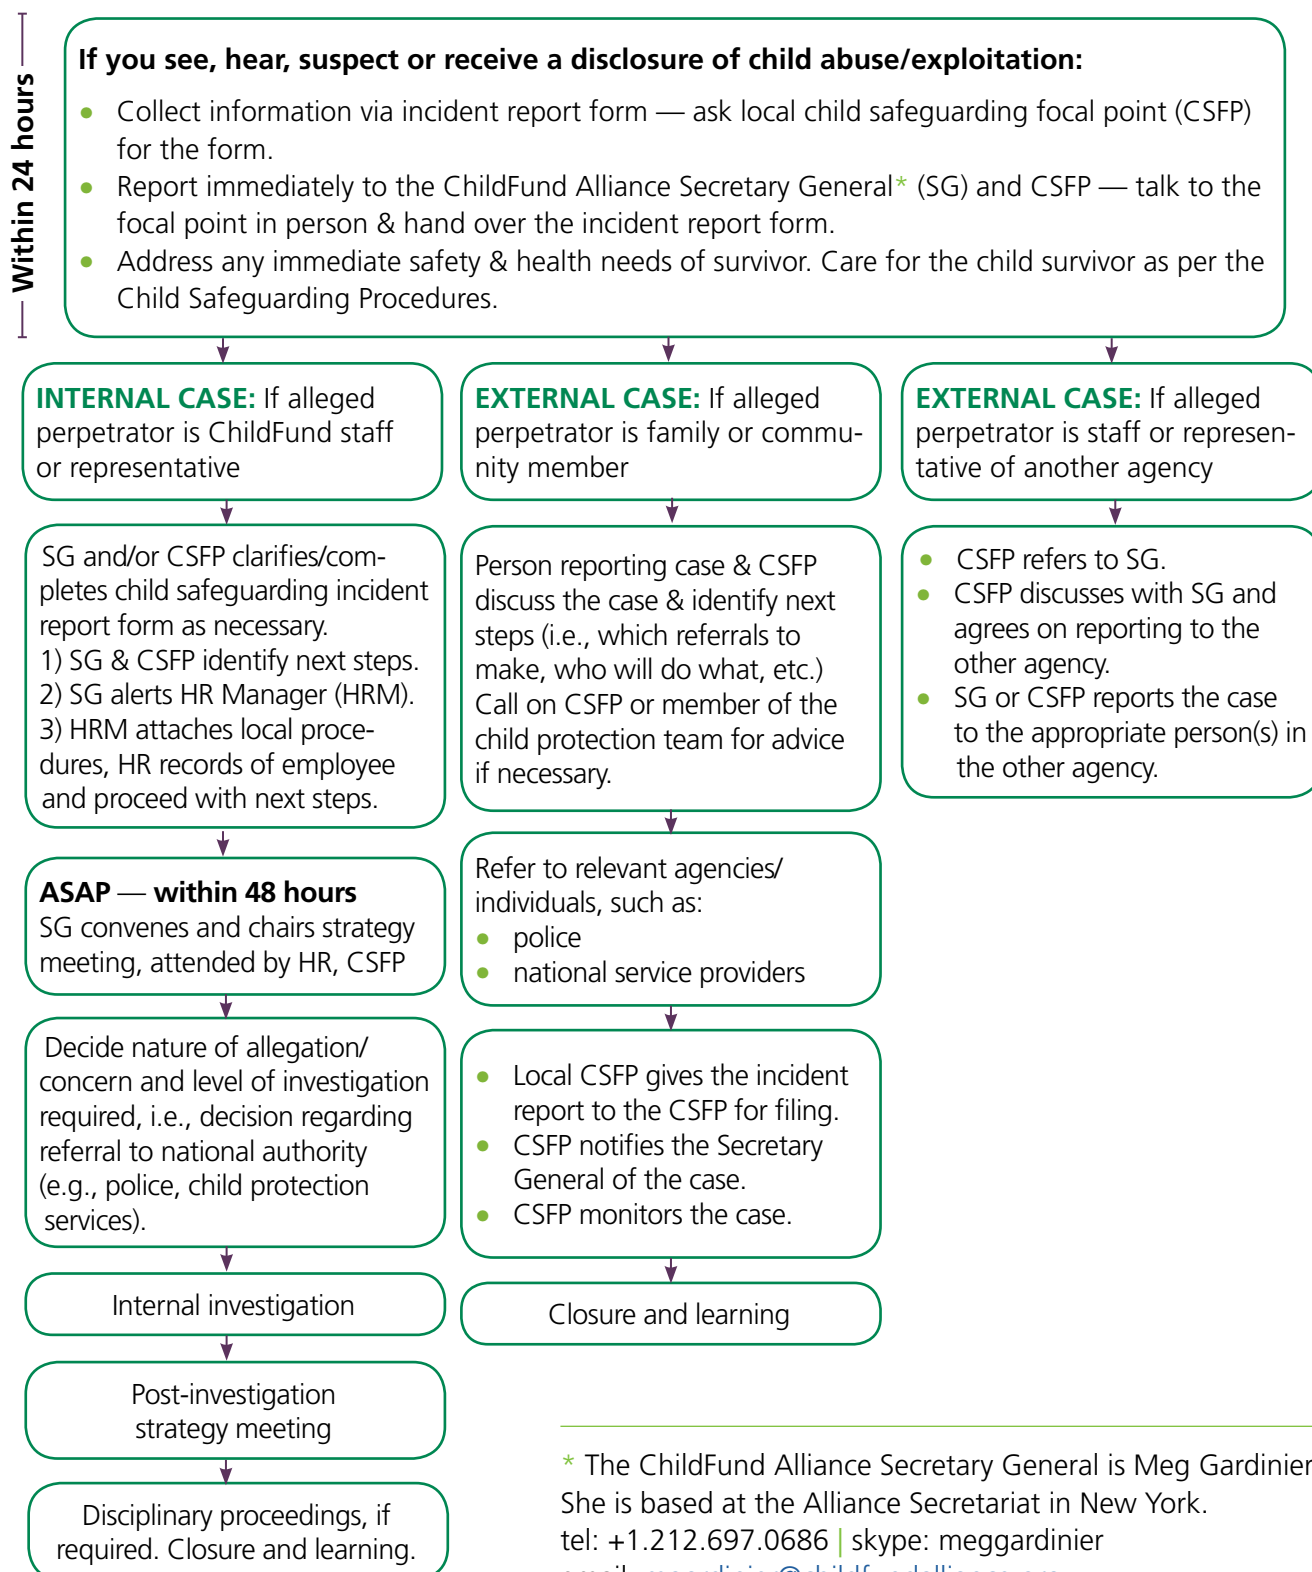 Within 24 hours
If you see, hear, suspect or receive a disclosure of child abuse/exploitation:
• Collect information via incident report form — ask local child safeguarding focal point (CSFP)
for the form.
• Report immediately to the ChildFund Alliance Secretary General* (SG) and CSFP — talk to the
focal point in person & hand over the incident report form.
• Address any immediate safety & health needs of survivor. Care for the child survivor as per the
Child Safeguarding Procedures.
INTERNAL CASE: If alleged
perpetrator is ChildFund staff
or representative
SG and/or CSFP clarifies/com-
pletes child safeguarding incident
report form as necessary.
1) SG & CSFP identify next steps.
2) SG alerts HR Manager (HRM).
3) HRM attaches local proce-
dures, HR records of employee
and proceed with next steps.
ASAP — within 48 hours
SG convenes and chairs strategy
meeting, attended by HR, CSFP
Decide nature of allegation/
concern and level of investigation
required, i.e., decision regarding
referral to national authority
(e.g., police, child protection
services).
Internal investigation
Post-investigation
strategy meeting
Disciplinary proceedings, if
required. Closure and learning.
EXTERNAL CASE: If alleged
perpetrator is family or commu-
nity member
Person reporting case & CSFP
discuss the case & identify next
steps (i.e., which referrals to
make, who will do what, etc.)
Call on CSFP or member of the
child protection team for advice
if necessary.
Refer to relevant agencies/
individuals, such as:
• police
• national service providers
• Local CSFP gives the incident
report to the CSFP for filing.
• CSFP notifies the Secretary
General of the case.
• CSFP monitors the case.
Closure and learning
EXTERNAL CASE: If alleged
perpetrator is staff or represen-
tative of another agency
• CSFP refers to SG.
• CSFP discusses with SG and
agrees on reporting to the
other agency.
• SG or CSFP reports the case
to the appropriate person(s) in
the other agency.
* The ChildFund Alliance Secretary General is Meg Gardinier
She is based at the Alliance Secretariat in New York.
tel: +1.212.697.0686 | skype: meggardinier